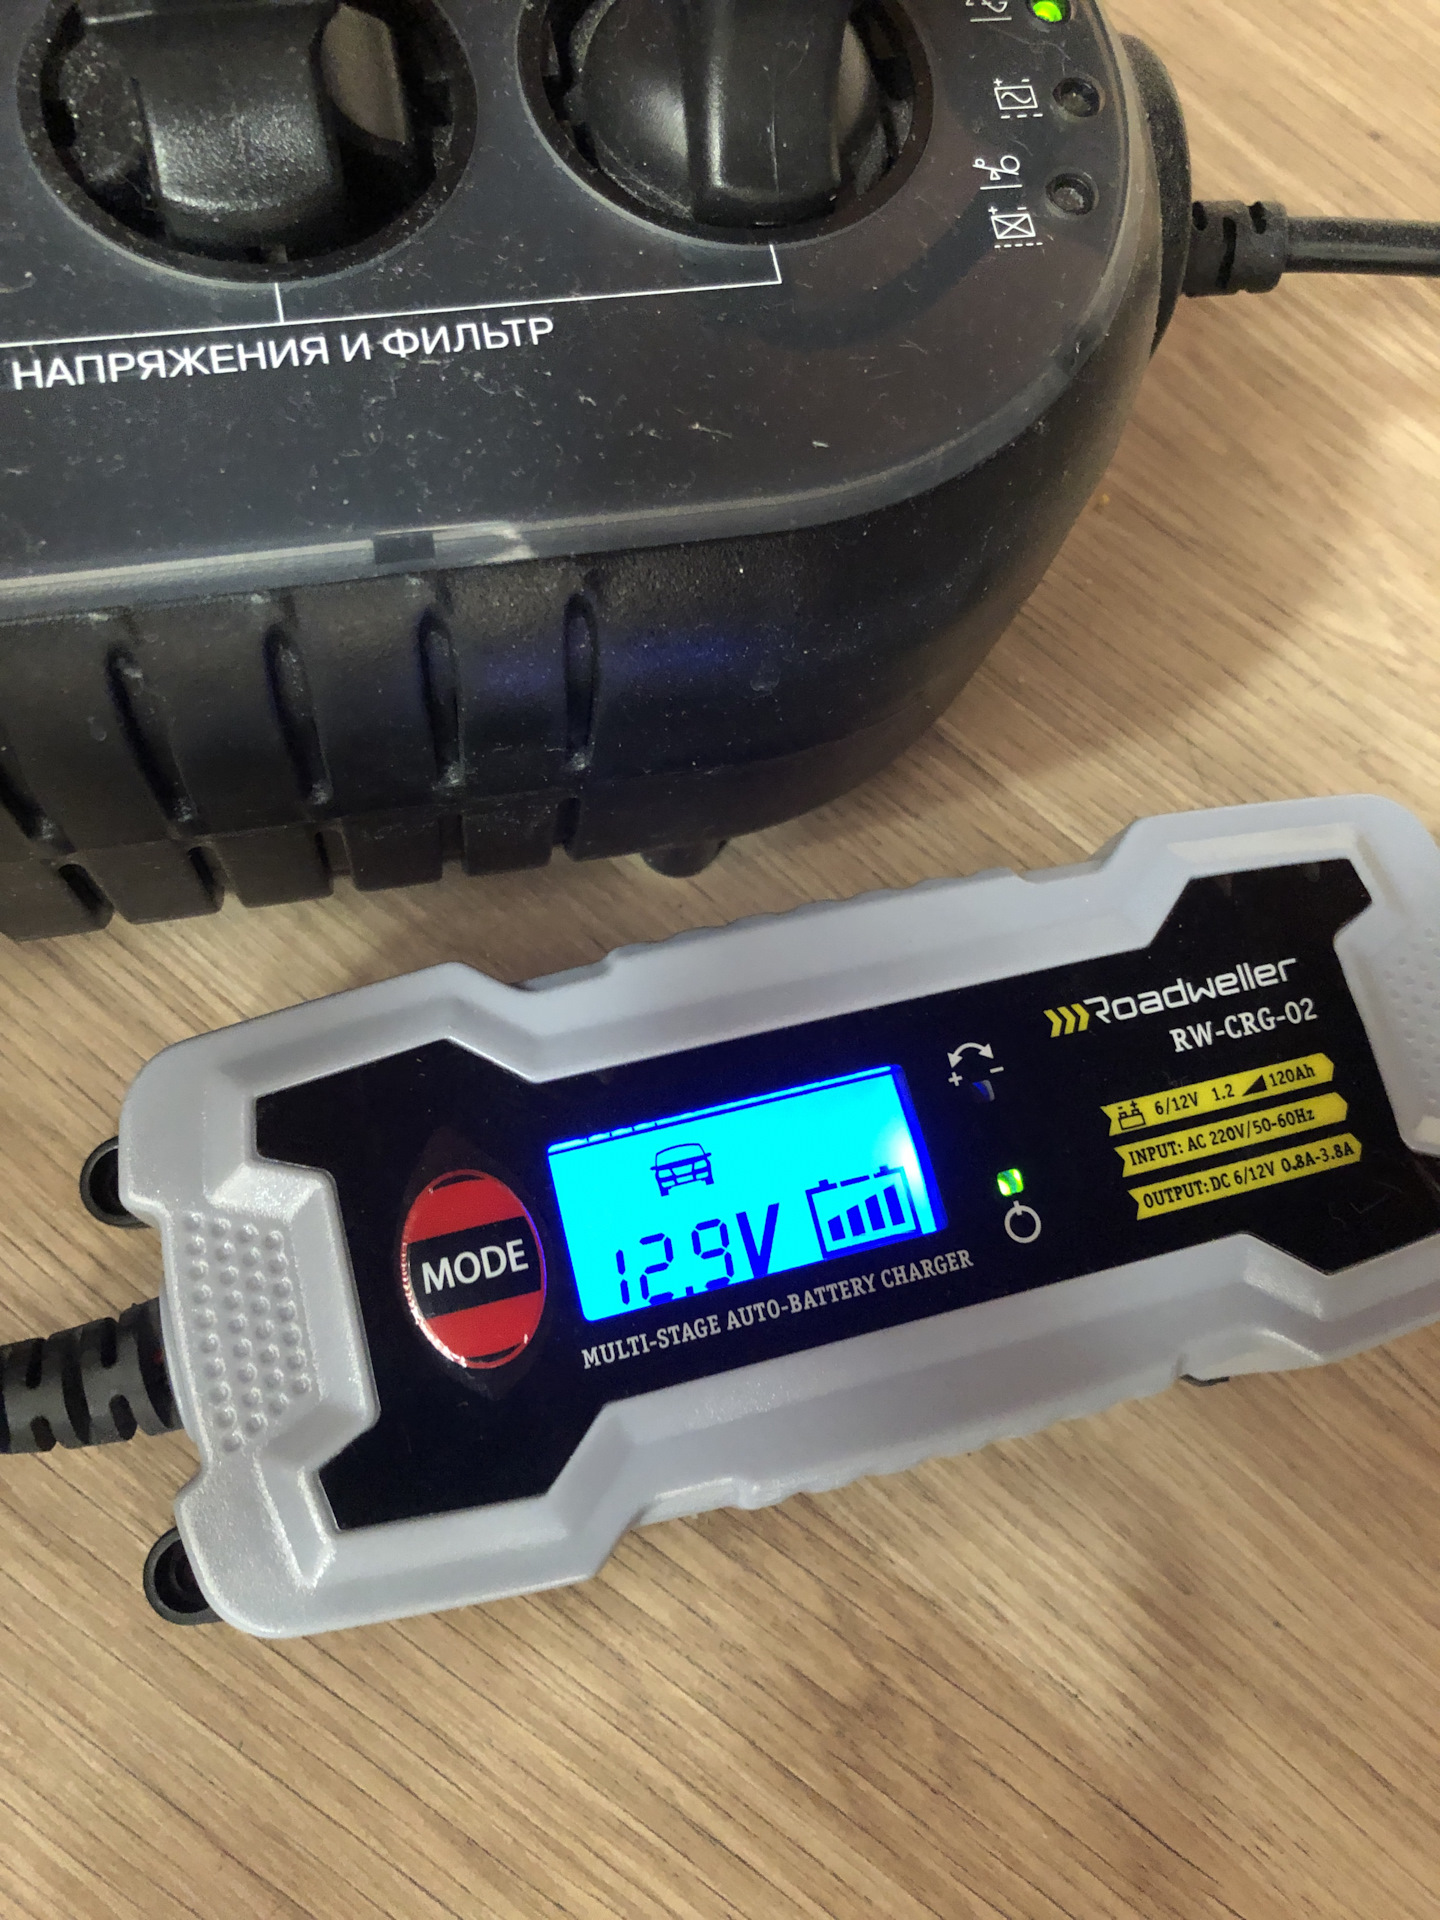 НАПРЯЖЕНИЯ И ФИЛЬТР
Roadweller
RW-CRG-02
6/12V 1.2 120Ah
INPUT: AC 220V/50-60Hz
OUTPUT: DC 6/12V 0.8A-3.8A
MODE
12.9V
MULTI-STAGE AUTO-BATTERY CHARGER